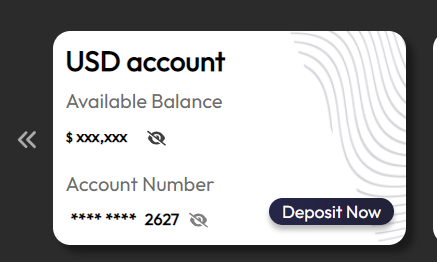 USD account
Available Balance
$ xxx,xxx
Account Number
**** **** 2627
Deposit Now